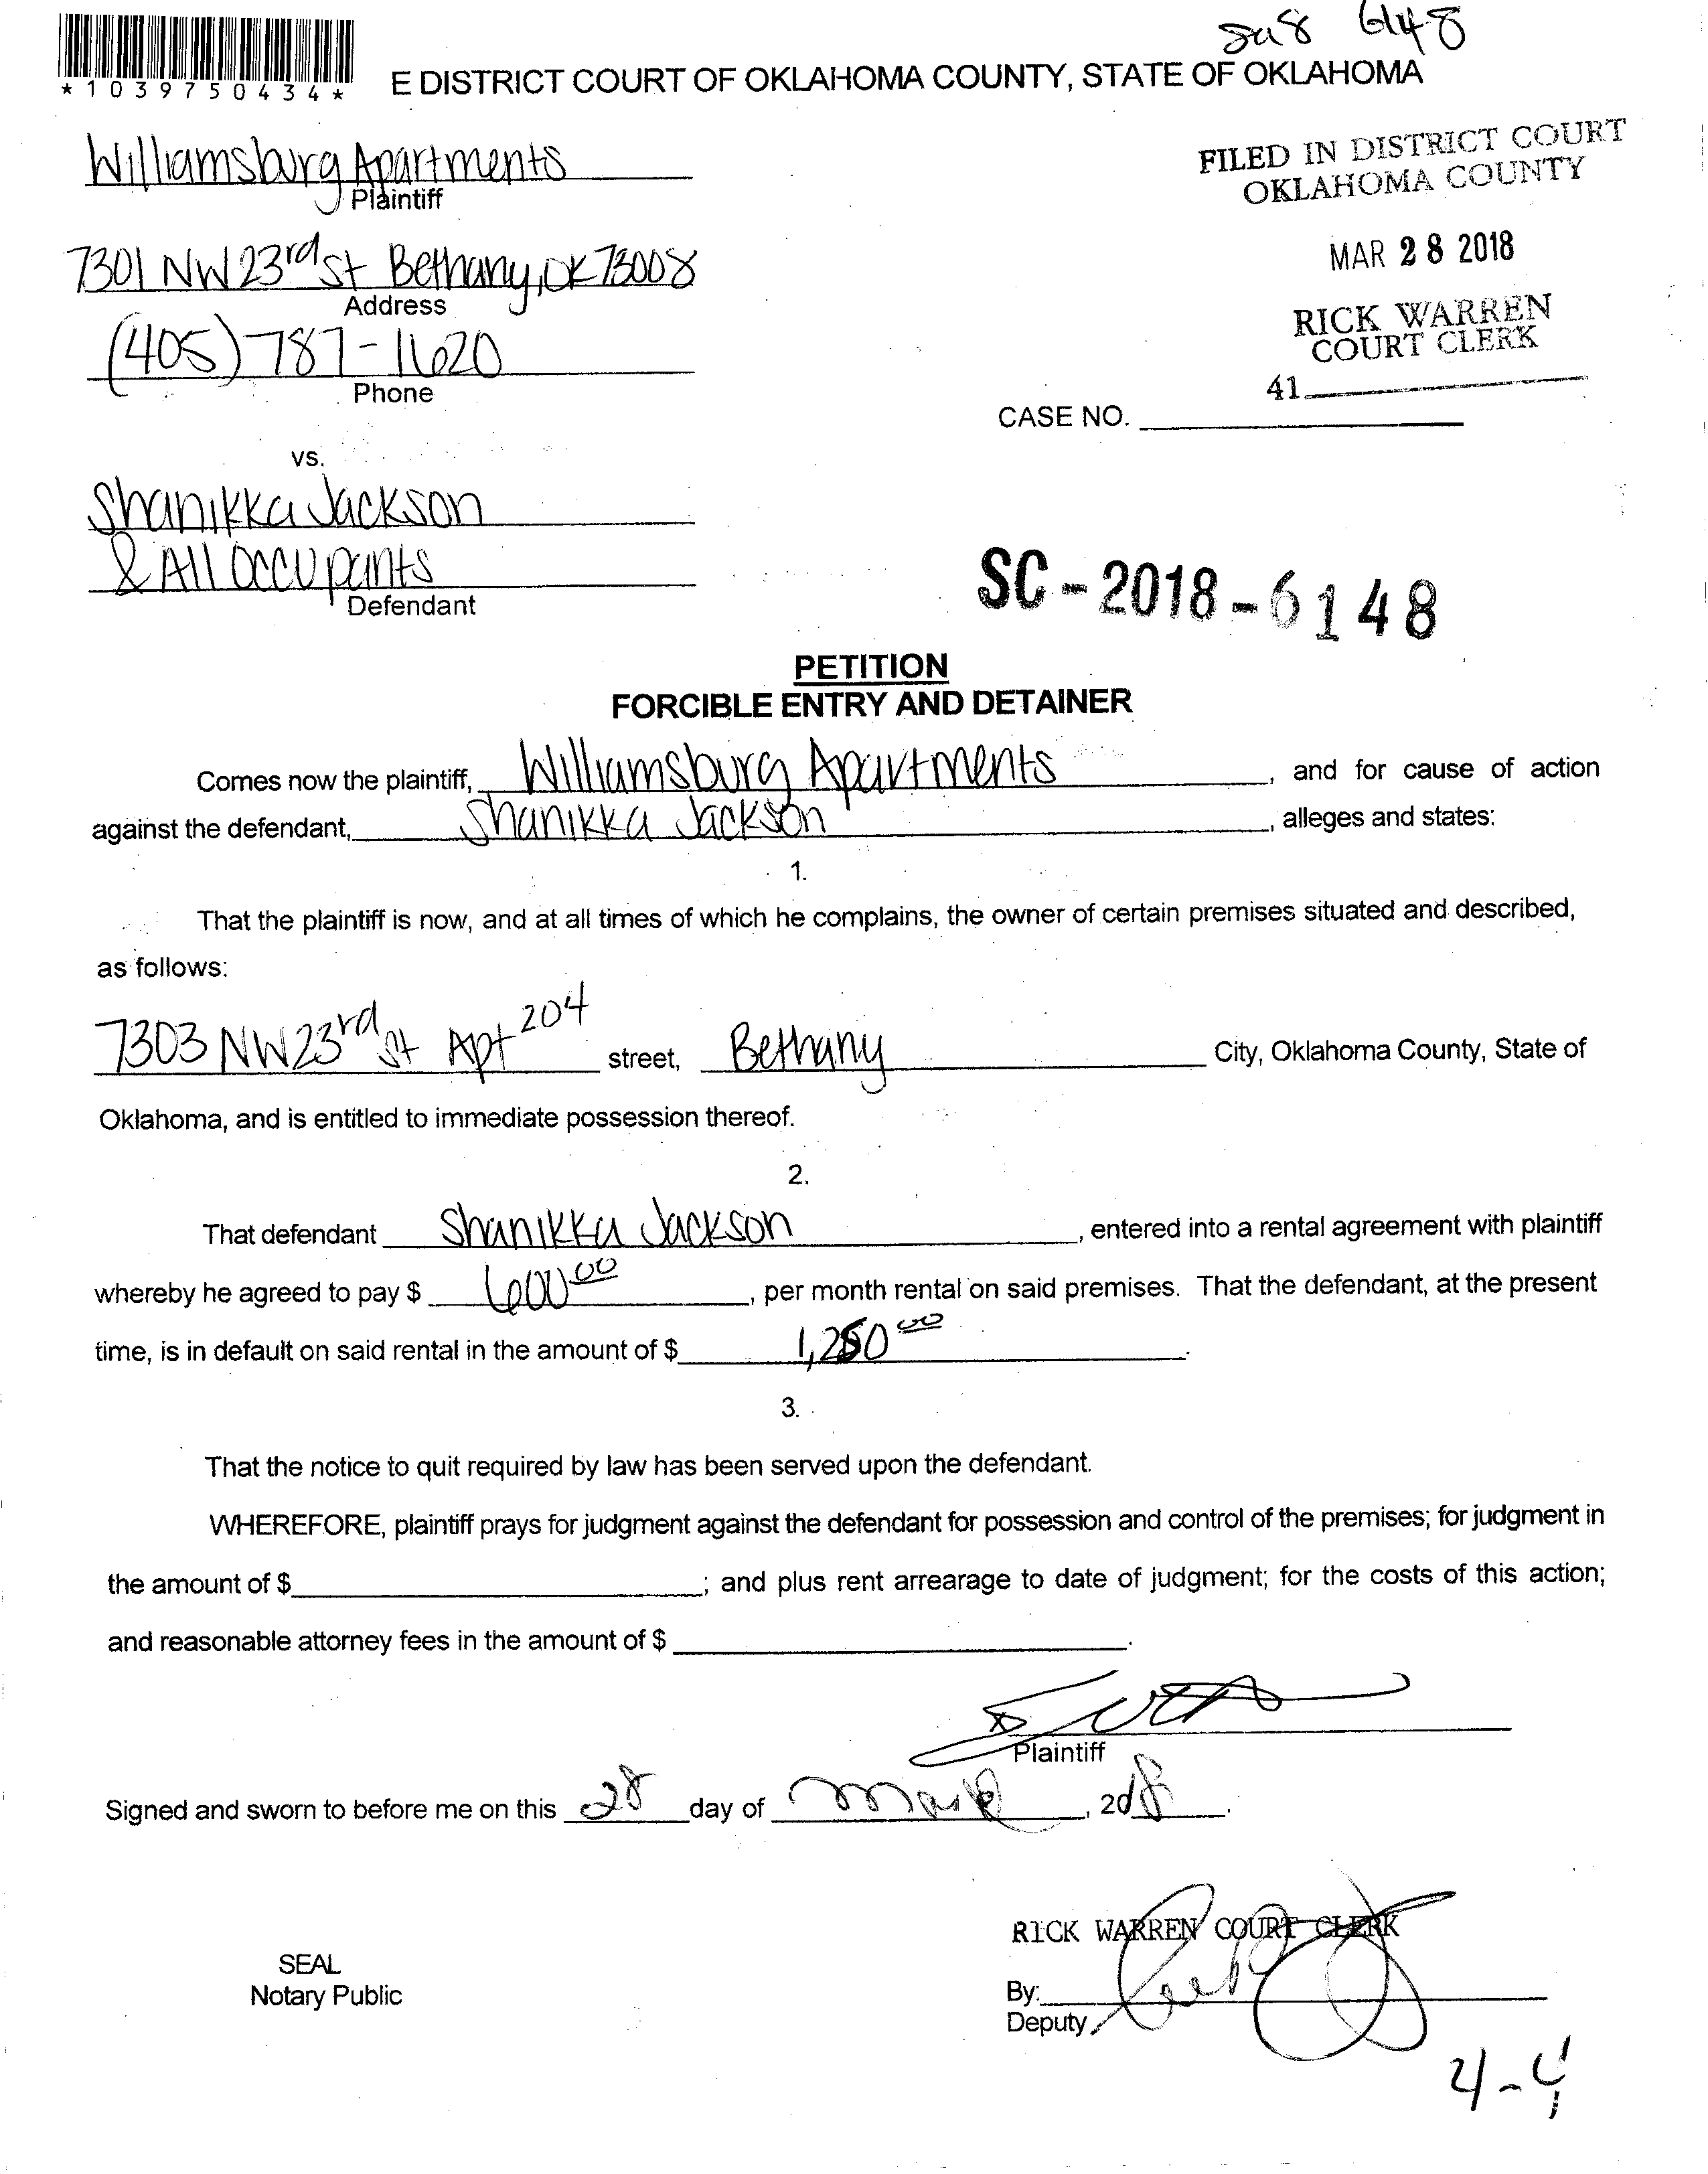 6148
*1039750434*
E DISTRICT COURT OF OKLAHOMA COUNTY, STATE OF OKLAHOMA
Williamsburg Apartments
Plaintiff
FILED IN DISTRICT COURT
OKLAHOMA COUNTY
7301 NW 23rd St Bethany, OK 73008
Address
MAR 28 2018
(405) 787-1620
Phone
RICK WARREN
COURT CLERK
41
CASE NO.
vs.
Shanikka Jackson
& All Occupants
Defendant
SC-2018-6148
PETITION
FORCIBLE ENTRY AND DETAINER
Comes now the plaintiff, Williamsburg Apartments, and for cause of action
against the defendant, Shanikka Jackson, alleges and states:
1.
That the plaintiff is now, and at all times of which he complains, the owner of certain premises situated and described,
as follows:
7303 NW 23rd St Apt 204 street, Bethany City, Oklahoma County, State of
Oklahoma, and is entitled to immediate possession thereof.
2.
That defendant Shanikka Jackson, entered into a rental agreement with plaintiff
whereby he agreed to pay $ 600 00, per month rental on said premises. That the defendant, at the present
time, is in default on said rental in the amount of $ 1,250 00.
3.
That the notice to quit required by law has been served upon the defendant.
WHEREFORE, plaintiff prays for judgment against the defendant for possession and control of the premises; for judgment in
the amount of $; and plus rent arrearage to date of judgment; for the costs of this action;
and reasonable attorney fees in the amount of $.
Plaintiff
Signed and sworn to before me on this 28 day of March, 2018.
RICK WARREN COURT CLERK
SEAL
Notary Public
By:
Deputy
4-4